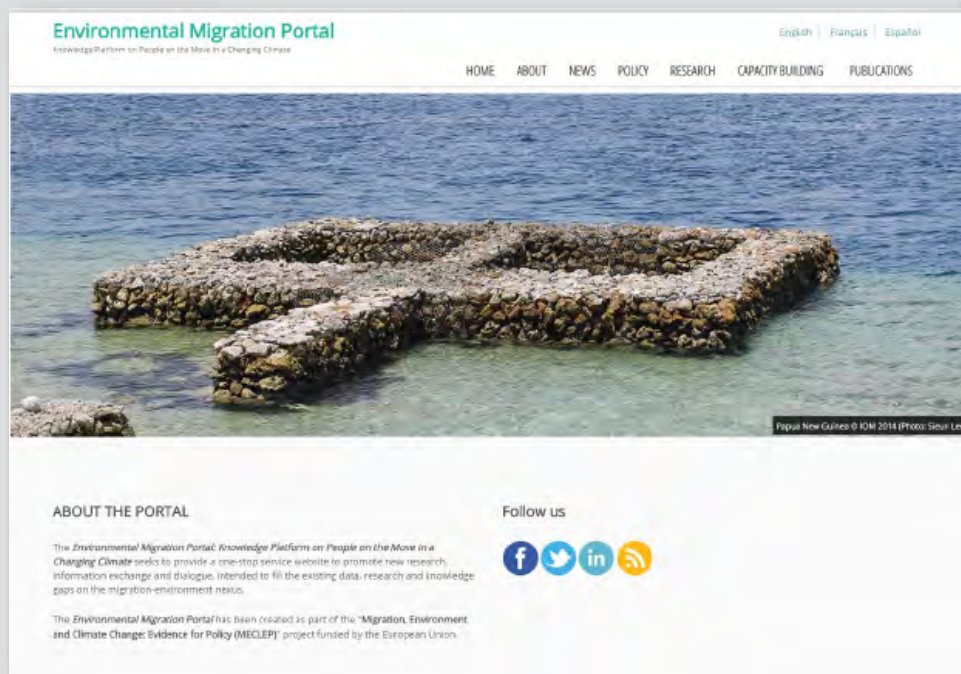 Environmental Migration Portal
Knowledge Platform on People on the Move in a Changing Climate
English | Français | Español
HOME ABOUT NEWS POLICY RESEARCH CAPACITY BUILDING PUBLICATIONS
Papua New Guinea © IOM 2014 (Photo: Sieun
ABOUT THE PORTAL
The Environmental Migration Portal: Knowledge Platform on People on the Move in a
Changing Climate seeks to provide a one-stop service website to promote new research,
information exchange and dialogue, intended to fill the existing data, research and knowledge
gaps on the migration-environment nexus.
The Environmental Migration Portal has been created as part of the "Migration, Environment
and Climate Change: Evidence for Policy (MECLEP)" project funded by the European Union.
Follow us